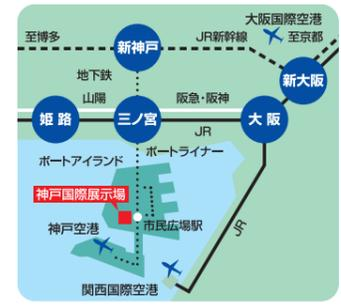 大阪国際空港
至博多
新神戸
JR新幹線
至京都
地下鉄
新大阪
山陽
阪急・阪神
姫路
三ノ宮
大阪
JR
ポートアイランド
ポートライナー
神戸国際展示場
神戸空港
市民広場駅
JR
関西国際空港